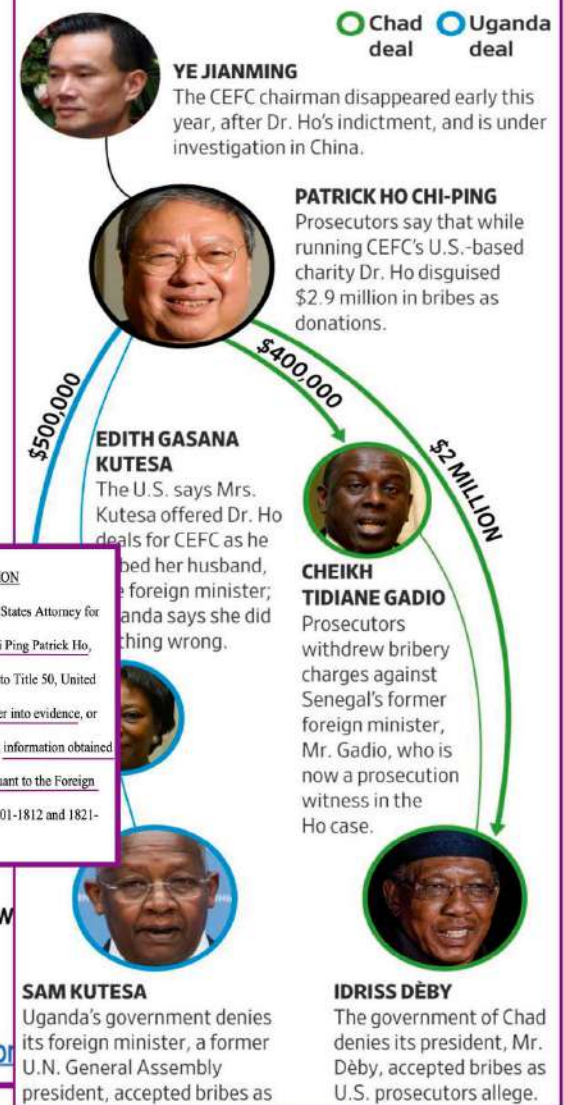 Chad deal
Uganda deal
YE JIANMING
The CEFC chairman disappeared early this
year, after Dr. Ho's indictment, and is under
investigation in China.
PATRICK HO CHI-PING
Prosecutors say that while
running CEFC's U.S.-based
charity Dr. Ho disguised
$2.9 million in bribes as
donations.
$500,000
$400,000
$2 MILLION
EDITH GASANA
KUTESA
The U.S. says Mrs.
Kutesa offered Dr. Ho
deals for CEFC as he
her husband,
foreign minister;
says she did
wrong.
CHEIKH
TIDIANE GADIO
Prosecutors
withdrew bribery
charges against
Senegal's former
foreign minister,
Mr. Gadio, who is
now a prosecution
witness in the
Ho case.
ON
States Attorney for
Ping Patrick Ho,
to Title 50, United
into evidence, or
information obtained
to the Foreign
01-1812 and 1821-
SAM KUTESA
Uganda's government denies
its foreign minister, a former
U.N. General Assembly
president, accepted bribes as
IDRISS DÈBY
The government of Chad
denies its president, Mr.
Dèby, accepted bribes as
U.S. prosecutors allege.